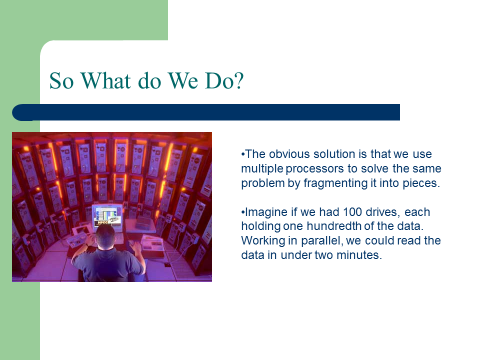 So What do We Do?
•The obvious solution is that we use
multiple processors to solve the same
problem by fragmenting it into pieces.
•Imagine if we had 100 drives, each
holding one hundredth of the data.
Working in parallel, we could read the
data in under two minutes.